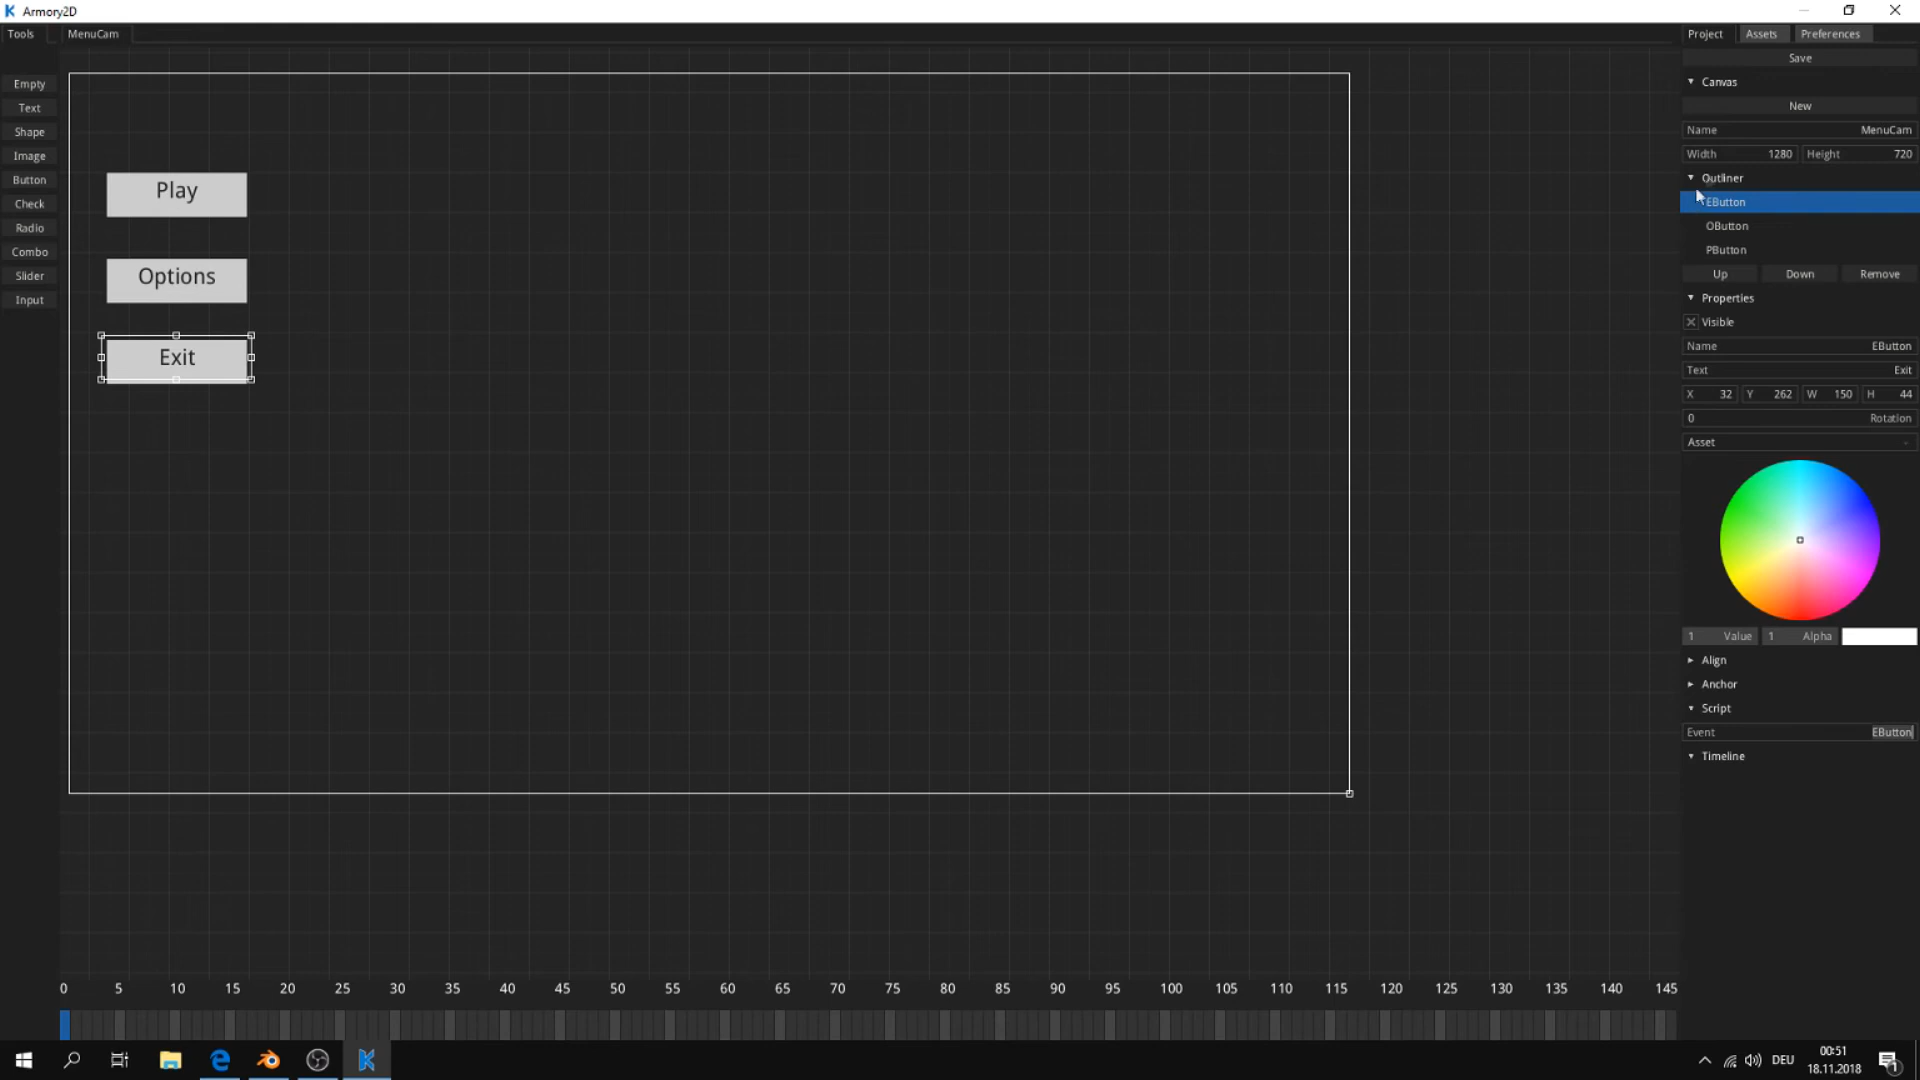 Armory2D
Tools
MenuCam
Project
Assets
Preferences
Empty
Text
Shape
Image
Button
Check
Radio
Combo
Slider
Input
Play
Options
Exit
Save
Canvas
New
Name MenuCam
Width 1280 Height 720
Outliner
EButton
OButton
PButton
Up Down Remove
Properties
Visible
Name EButton
Text Exit
X 32 Y 262 W 150 H 44
0 Rotation
Asset
1 Value 1 Alpha
Align
Anchor
Script
Event EButton
Timeline
0 5 10 15 20 25 30 35 40 45 50 55 60 65 70 75 80 85 90 95 100 105 110 115 120 125 130 135 140 145
DEU
00:51
18.11.2018
1